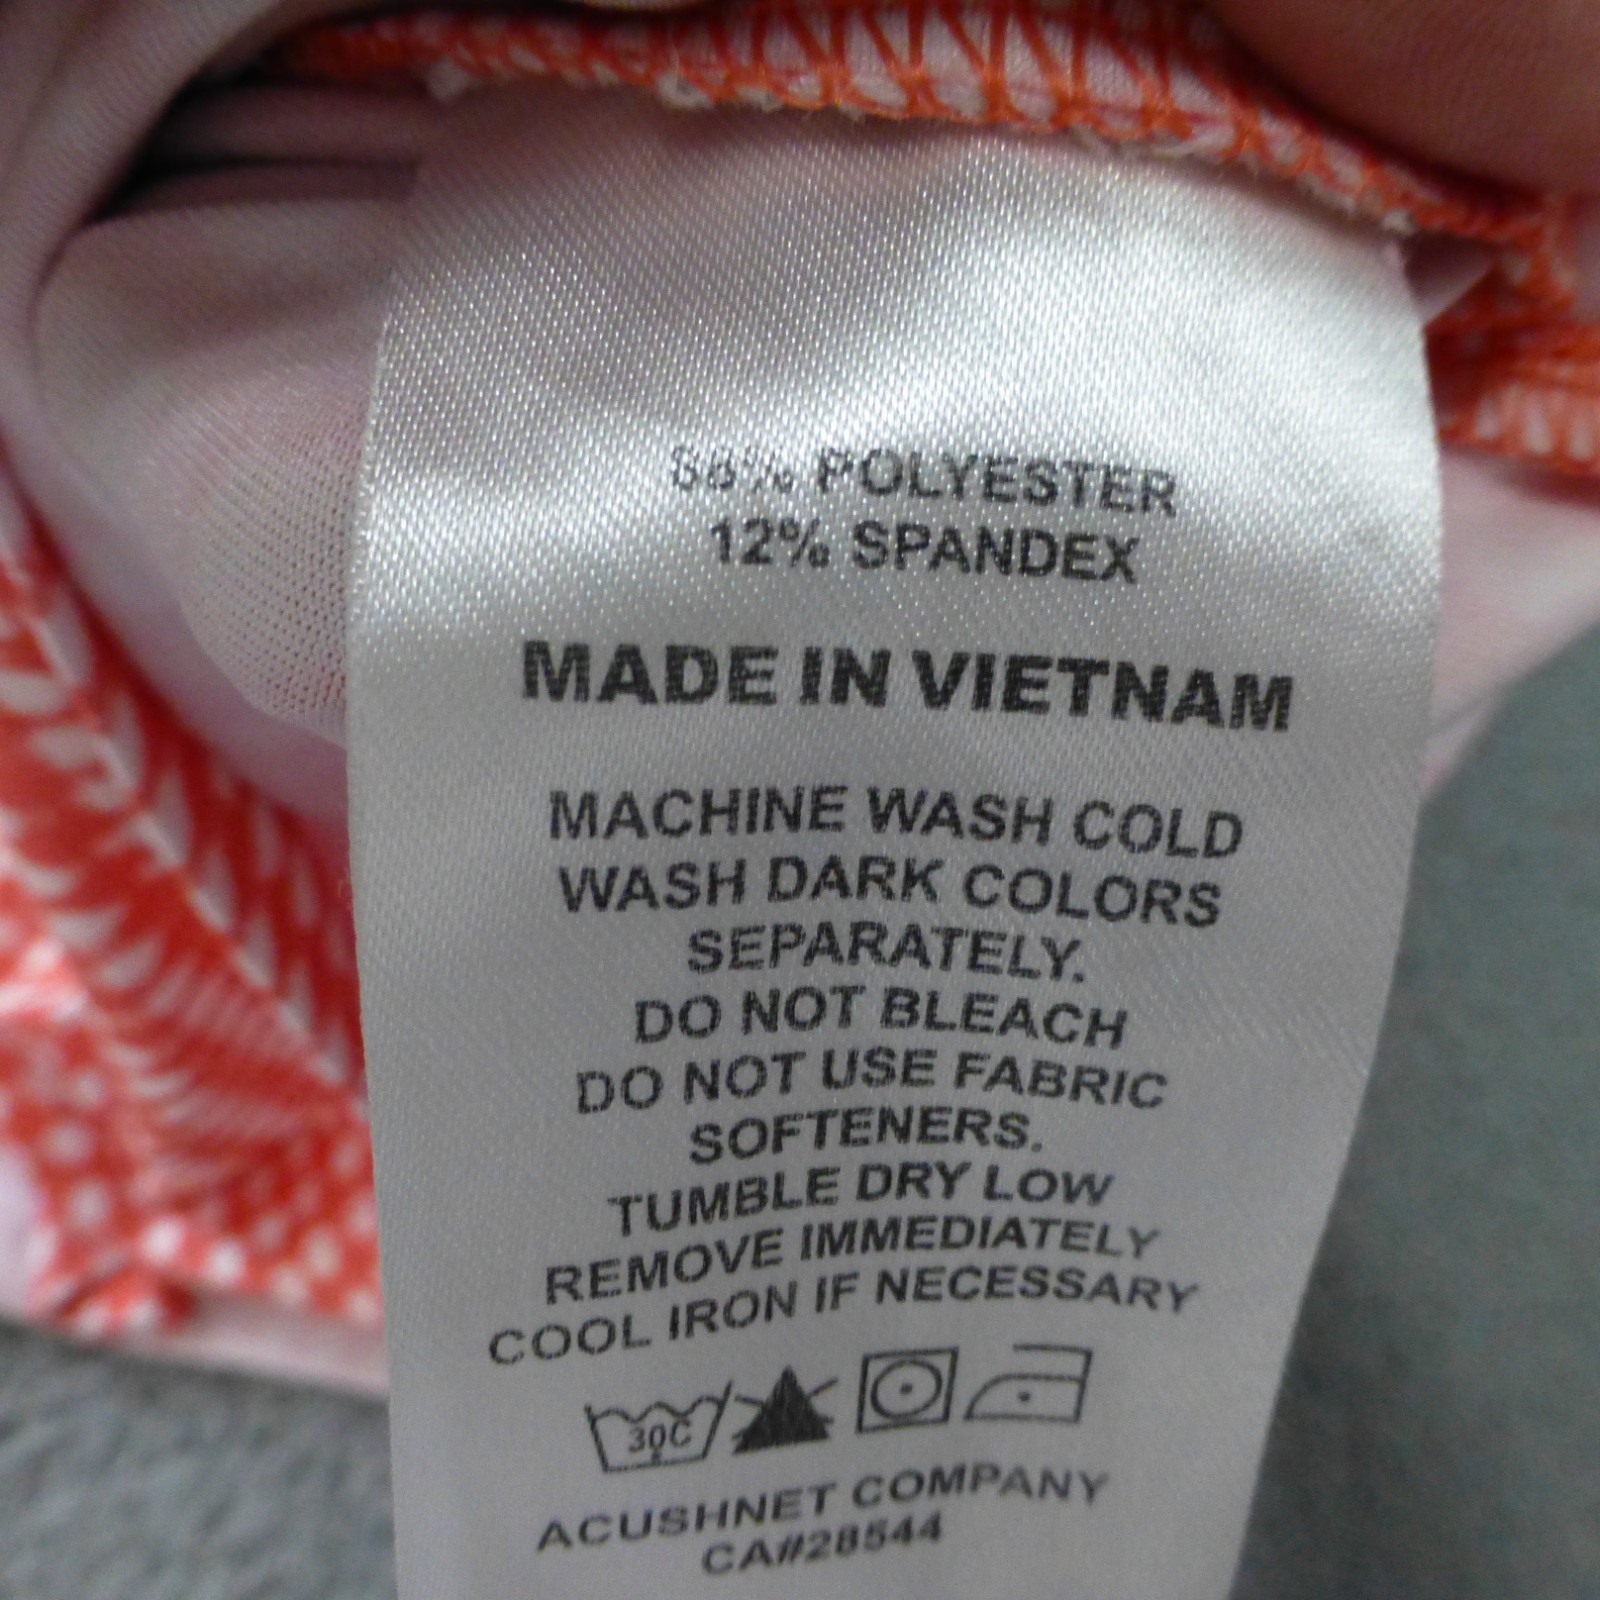 88% POLYESTER
12% SPANDEX
MADE IN VIETNAM
MACHINE WASH COLD
WASH DARK COLORS
SEPARATELY.
DO NOT BLEACH
DO NOT USE FABRIC
SOFTENERS.
TUMBLE DRY LOW
REMOVE IMMEDIATELY
COOL IRON IF NECESSARY
30C
ACUSHNET COMPANY
CA#28544